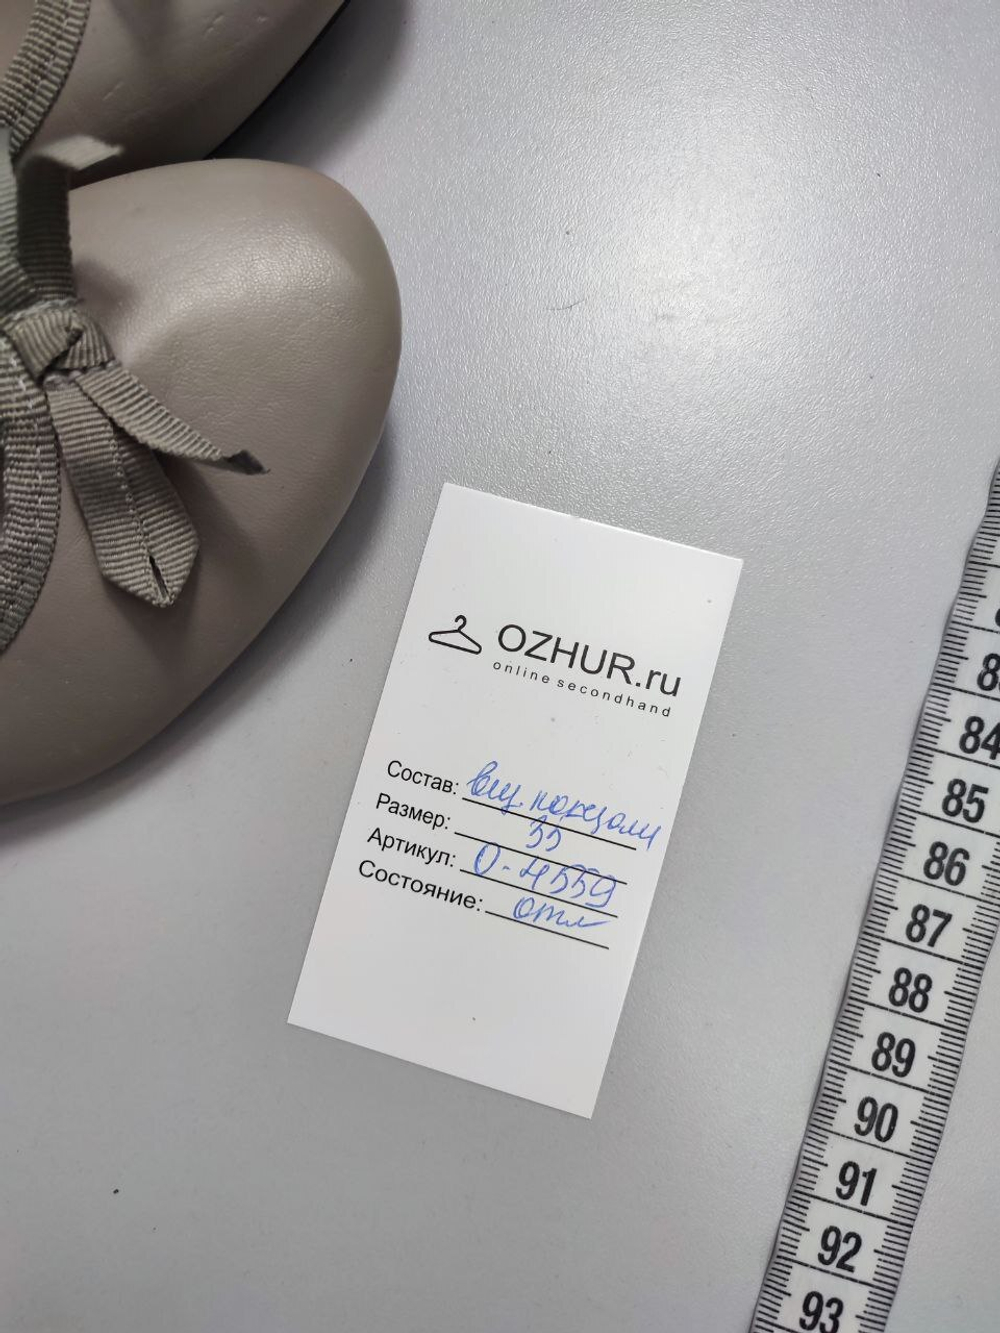 OZHUR.ru
online secondhand
Состав:
Размер: 35
Артикул: О-4559
Состояние: отл
84
85
86
87
88
89
90
91
92
93